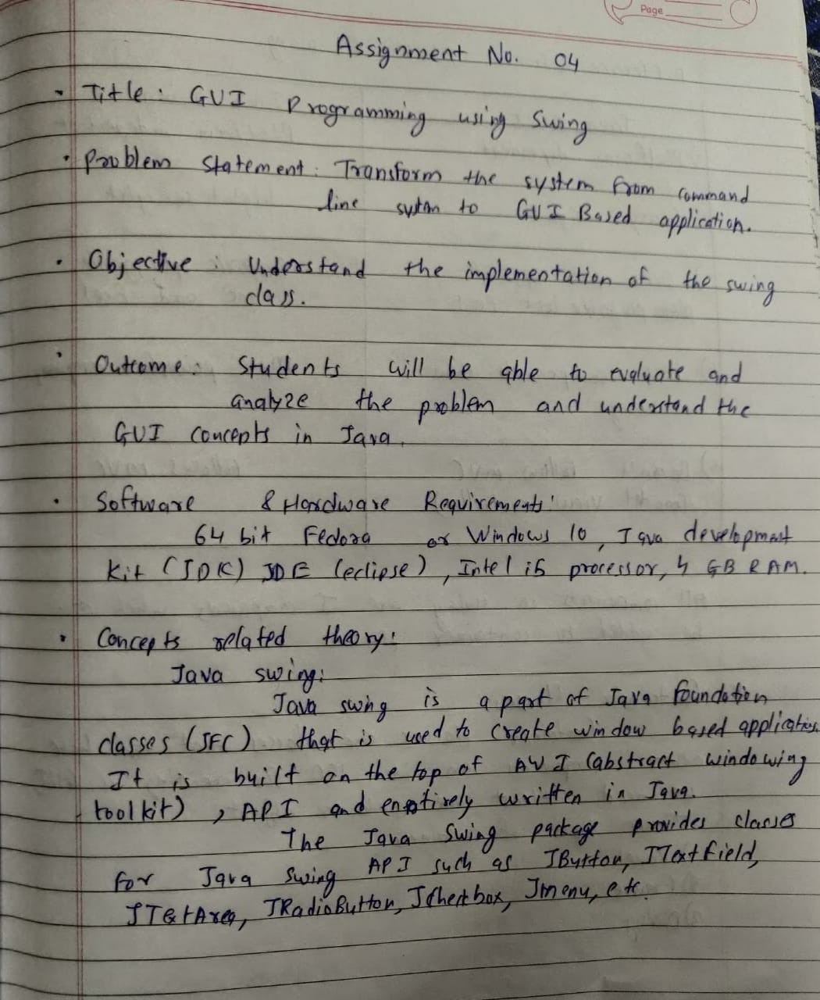 Page
Assignment No. 04
• Title: GUI Programming using Swing
• Problem Statement: Transform the system from command
line systm to GUI Based application.
• Objective : Understand the implementation of the swing
class.
• Outcome: Students will be able to evaluate and
analyze the problem and understand the
GUI concepts in Java.
• Software & Hardware Requirements:
64 bit Fedora or Windows 10, Java development
kit (JDK) IDE (eclipse), Intel i5 processor, 4 GB RAM.
• Concepts related theory:
Java swing:
Java swing is a part of Java foundation
classes (JFC) that is used to create window based application.
It is built on the top of AWT (abstract windowing
toolkit), API and entirely written in Java.
The Java Swing package provides classes
for Java Swing API such as JButton, JTextField,
JTextArea, JRadioButton, JCheckbox, Jmenu, etc.